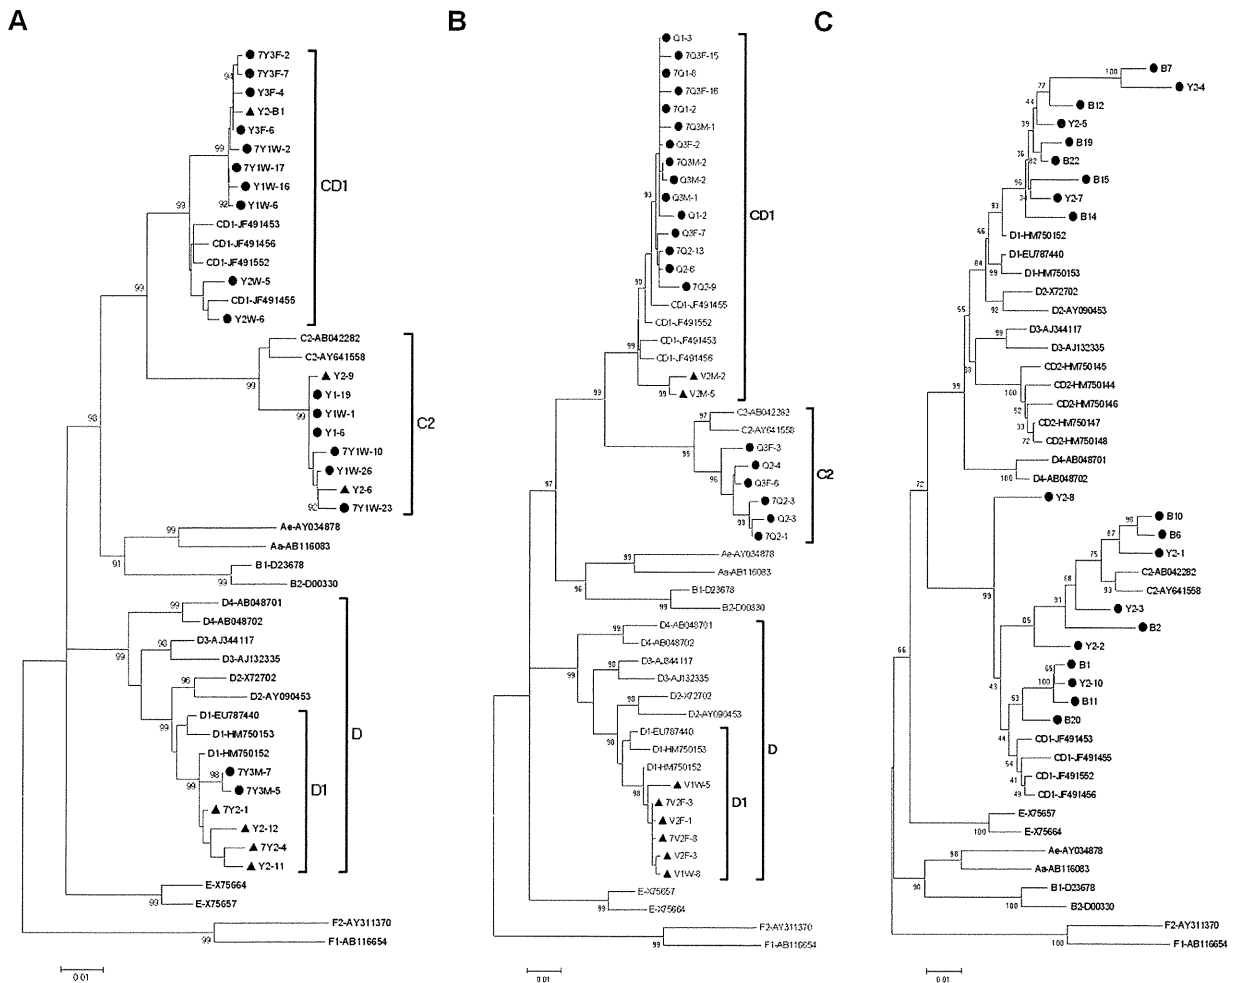 A
7Y3F-2
7Y3F-7
94
Y3F-4
Y2-B1
Y3F-6
7Y1W-2
99
7Y1W-17
Y1W-16
Y1W-6
92
CD1
99
CD1-JF491453
CD1-JF491456
CD1-JF491552
Y2W-5
CD1-JF491455
Y2W-6
99
C2-AB042282
C2-AY641558
Y2-9
99
Y1-19
Y1W-1
99
Y1-6
C2
7Y1W-10
Y1W-26
Y2-6
7Y1W-23
92
98
Ae-AY034878
99
Aa-AB116083
91
B1-D23678
B2-D00330
99
D4-AB048701
99
D4-AB048702
D3-AJ344117
98
D3-AJ132335
99
D2-X72702
96
D2-AY090453
99
D1-EU787440
D1-HM750153
D
D1-HM750152
7Y3M-7
98
99
7Y3M-5
D1
7Y2-1
Y2-12
7Y2-4
Y2-11
E-X75664
E-X75657
99
F2-AY311370
F1-AB116654
99
0.01
B
Q1-3
7Q3F-15
7Q1-8
7Q3F-16
7Q1-2
7Q3M-1
Q3F-2
7Q3M-2
Q3M-2
93
Q3M-1
Q1-2
CD1
Q3F-7
7Q2-13
Q2-6
90
7Q2-9
CD1-JF491455
CD1-JF491552
CD1-JF491453
99
CD1-JF491456
V2M-2
V2M-5
99
99
C2-AB042282
97
C2-AY641558
Q3F-3
99
Q2-4
C2
96
Q3F-6
7Q2-3
Q2-3
99
7Q2-1
97
Ae-AY034878
99
Aa-AB116083
96
B1-D23678
B2-D00330
99
D4-AB048701
99
D4-AB048702
D3-AJ344117
98
D3-AJ132335
99
D2-X72702
98
D2-AY090453
D1-EU787440
98
D1-HM750153
D
D1-HM750152
V1W-5
98
7V2F-3
D1
V2F-1
7V2F-8
V2F-3
V1W-8
E-X75657
E-X75664
99
F2-AY311370
F1-AB116654
99
0.01
C
B7
100
Y2-4
77
B12
44
Y2-5
39
B19
B22
82
B15
96
Y2-7
B14
93
D1-HM750152
66
D1-EU787440
84
D1-HM750153
99
D2-X72702
D2-AY090453
92
55
D3-AJ344117
99
D3-AJ132335
CD2-HM750145
99
CD2-HM750144
100
CD2-HM750146
52
CD2-HM750147
33
CD2-HM750148
72
D4-AB048701
D4-AB048702
100
72
Y2-8
B10
98
B6
87
Y2-1
75
C2-AB042282
C2-AY641558
93
68
99
Y2-3
91
B2
85
Y2-2
B1
65
100
Y2-10
43
B11
53
B20
44
CD1-JF491453
CD1-JF491455
54
CD1-JF491552
41
CD1-JF491456
49
66
E-X75657
E-X75664
100
Ae-AY034878
98
Aa-AB116083
90
B1-D23678
B2-D00330
100
F2-AY311370
F1-AB116654
100
0.01